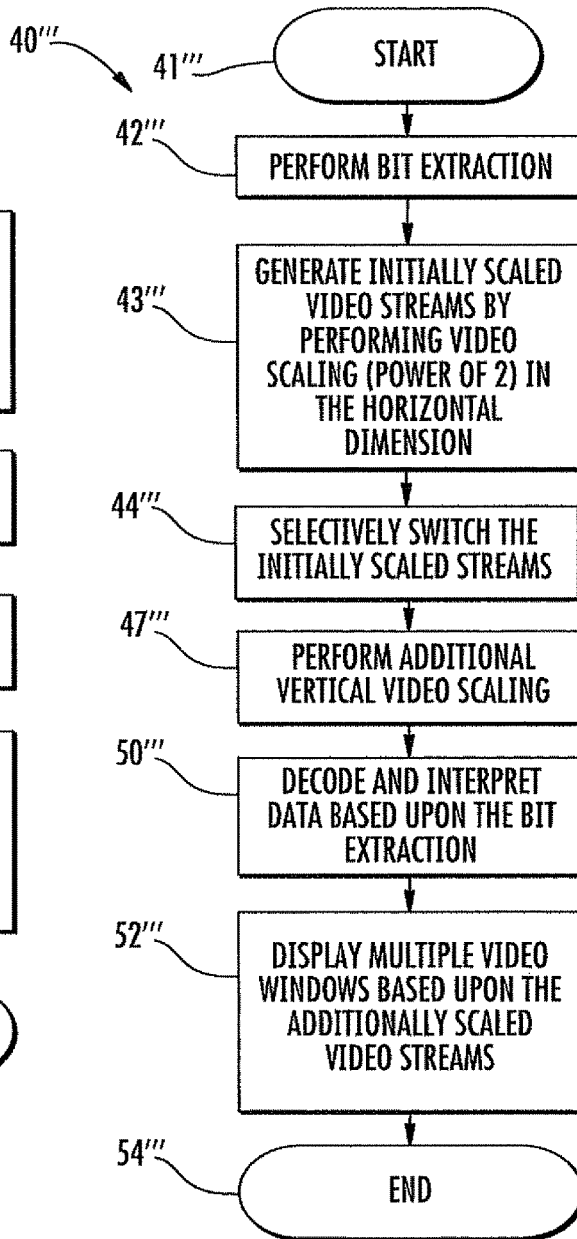 40'''
41'''
START
42'''
PERFORM BIT EXTRACTION
43'''
GENERATE INITIALLY SCALED
VIDEO STREAMS BY
PERFORMING VIDEO
SCALING (POWER OF 2) IN
THE HORIZONTAL
DIMENSION
44'''
SELECTIVELY SWITCH THE
INITIALLY SCALED STREAMS
47'''
PERFORM ADDITIONAL
VERTICAL VIDEO SCALING
50'''
DECODE AND INTERPRET
DATA BASED UPON THE BIT
EXTRACTION
52'''
DISPLAY MULTIPLE VIDEO
WINDOWS BASED UPON THE
ADDITIONALLY SCALED
VIDEO STREAMS
54'''
END